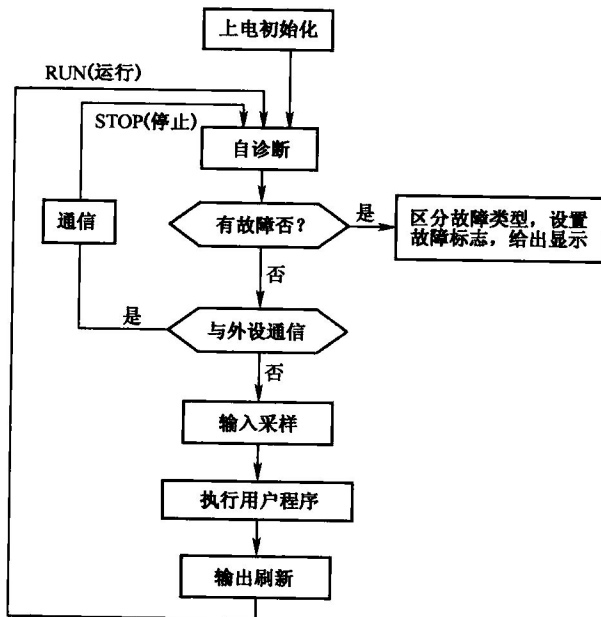 上电初始化
RUN(运行)
STOP(停止)
自诊断
通信
有故障否？
是
区分故障类型，设置
故障标志，给出显示
否
是
与外设通信
否
输入采样
执行用户程序
输出刷新